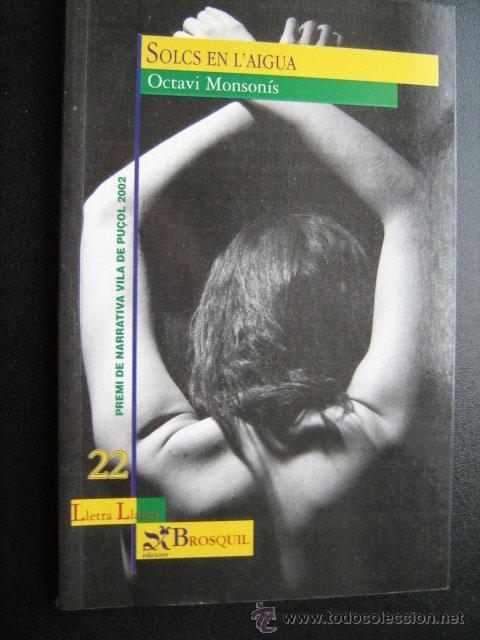 SOLCS EN L'AIGUA
Octavi Monsonís
PREMI DE NARRATIVA VILA DE PUÇOL 2002
22
Lletra Llarga
BROSQUIL
edicions
www.todocoleccion.net